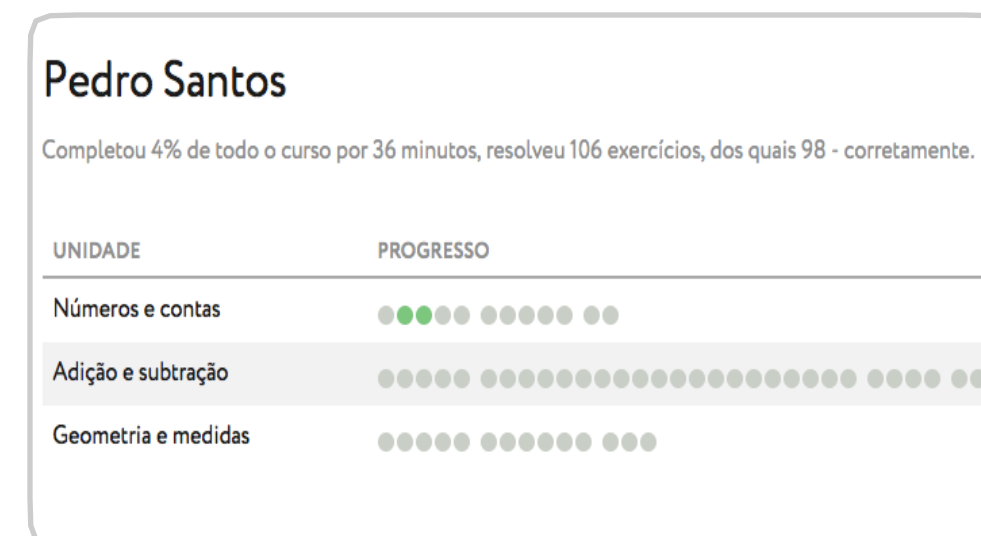 Pedro Santos
Completou 4% de todo o curso por 36 minutos, resolveu 106 exercícios, dos quais 98 - corretamente.
UNIDADE PROGRESSO
Números e contas
Adição e subtração
Geometria e medidas